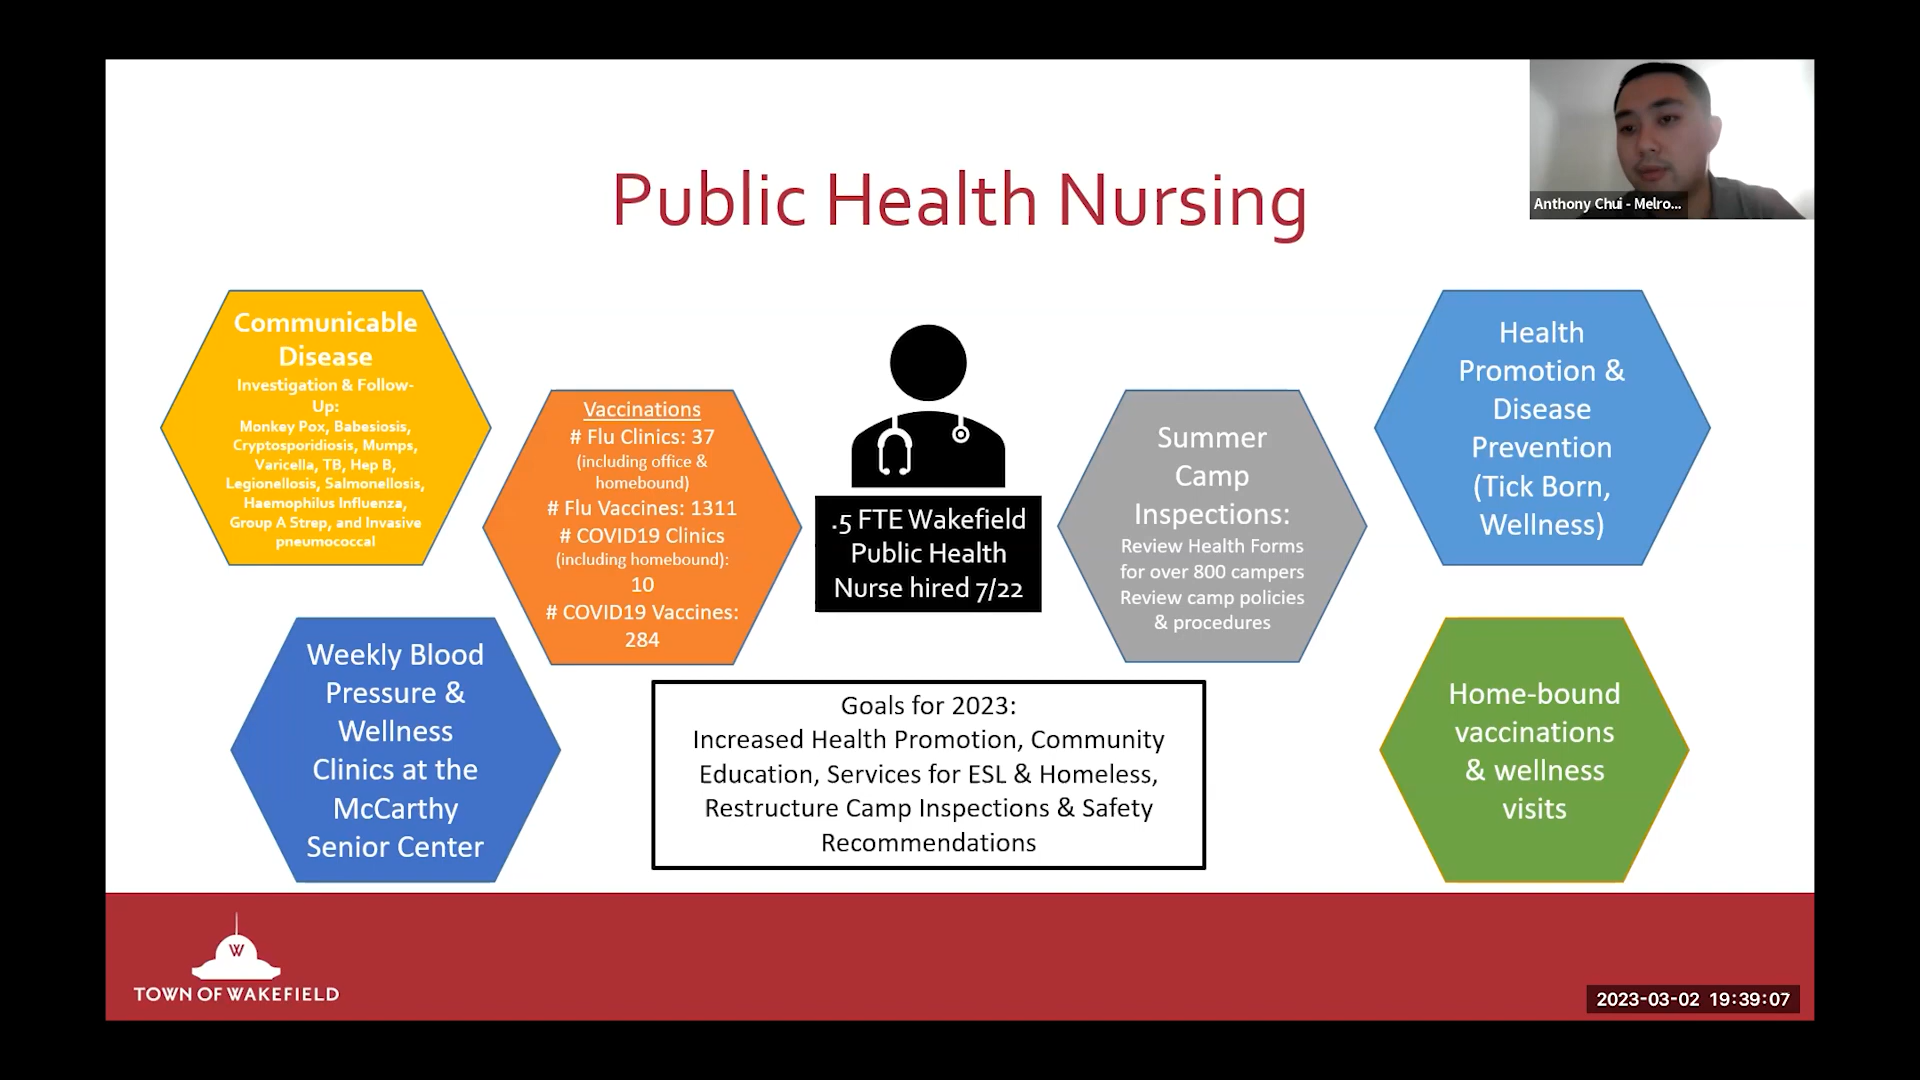 Public Health Nursing
Anthony Chui - Melro...
Communicable
Disease
Investigation & Follow-
Up:
Monkey Pox, Babesiosis,
Cryptosporidiosis, Mumps,
Varicella, TB, Hep B,
Legionellosis, Salmonellosis,
Haemophilus Influenza,
Group A Strep, and Invasive
pneumococcal
Vaccinations
# Flu Clinics: 37
(including office &
homebound)
# Flu Vaccines: 1311
# COVID19 Clinics
(including homebound):
10
# COVID19 Vaccines:
284
.5 FTE Wakefield
Public Health
Nurse hired 7/22
Summer
Camp
Inspections:
Review Health Forms
for over 800 campers
Review camp policies
& procedures
Health
Promotion &
Disease
Prevention
(Tick Born,
Wellness)
Weekly Blood
Pressure &
Wellness
Clinics at the
McCarthy
Senior Center
Goals for 2023:
Increased Health Promotion, Community
Education, Services for ESL & Homeless,
Restructure Camp Inspections & Safety
Recommendations
Home-bound
vaccinations
& wellness
visits
W
TOWN OF WAKEFIELD
2023-03-02 19:39:07